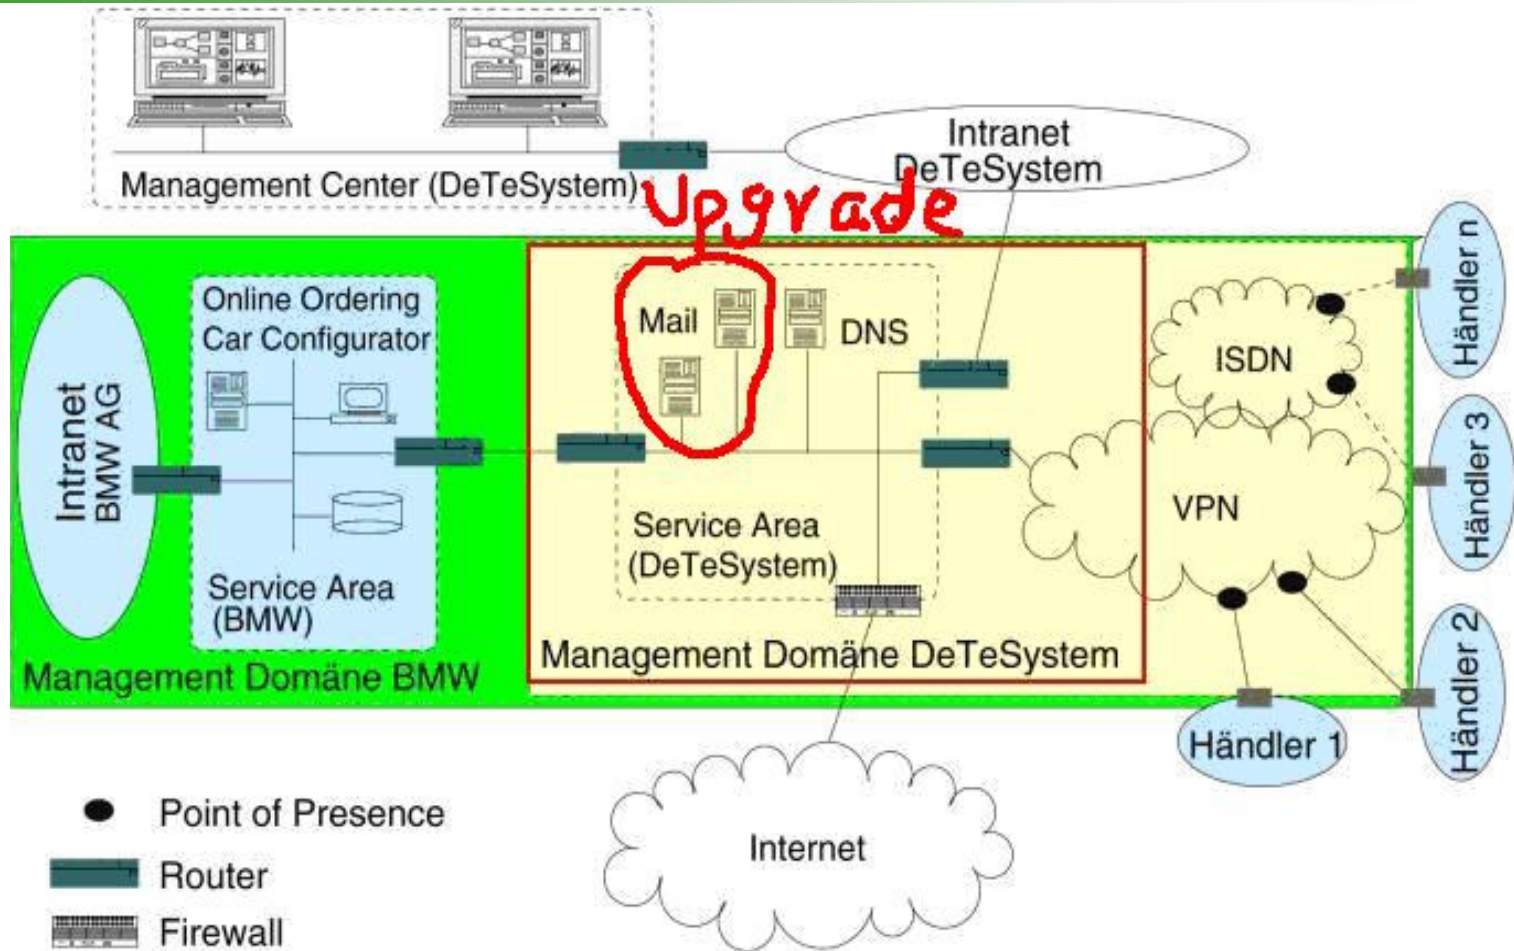 Intranet
DeTeSystem
Management Center (DeTeSystem)
Upgrade
Online Ordering
Car Configurator
Mail
DNS
ISDN
Händler n
Intranet
BMW AG
Händler 3
VPN
Service Area
(DeTeSystem)
Service Area
(BMW)
Management Domäne DeTeSystem
Management Domäne BMW
Händler 2
Händler 1
Point of Presence
Internet
Router
Firewall